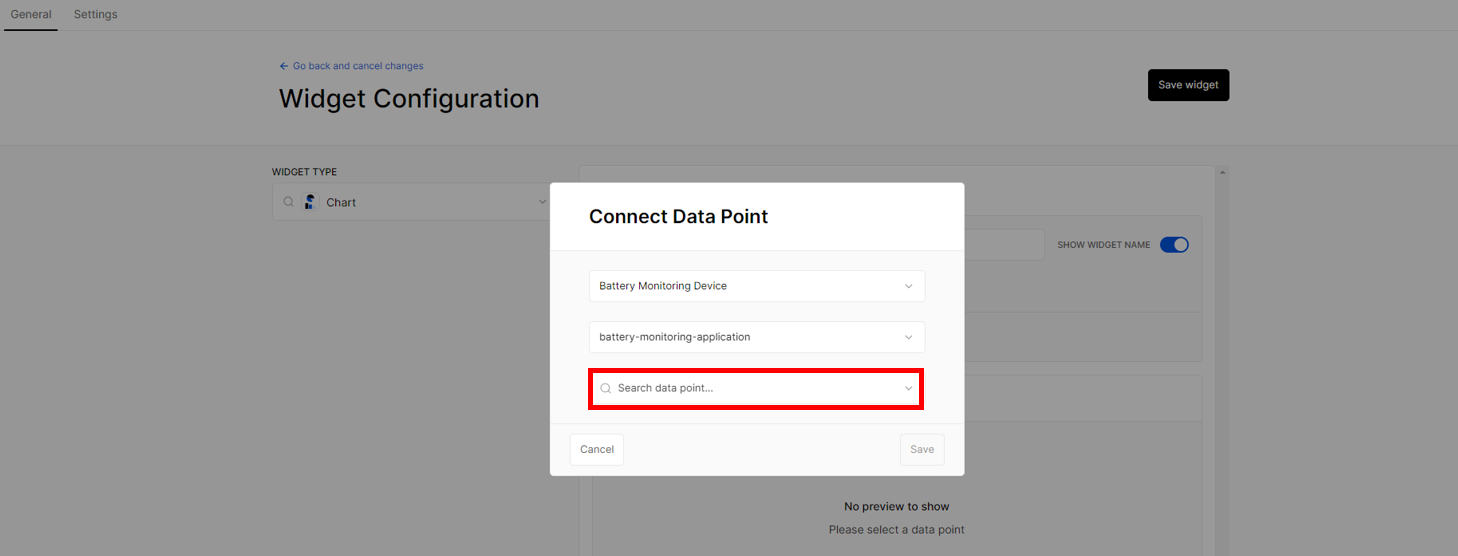 General Settings
Go back and cancel changes
Widget Configuration
Save widget
WIDGET TYPE
Chart
SHOW WIDGET NAME
Connect Data Point
Battery Monitoring Device
battery-monitoring-application
Search data point...
Cancel Save
No preview to show
Please select a data point